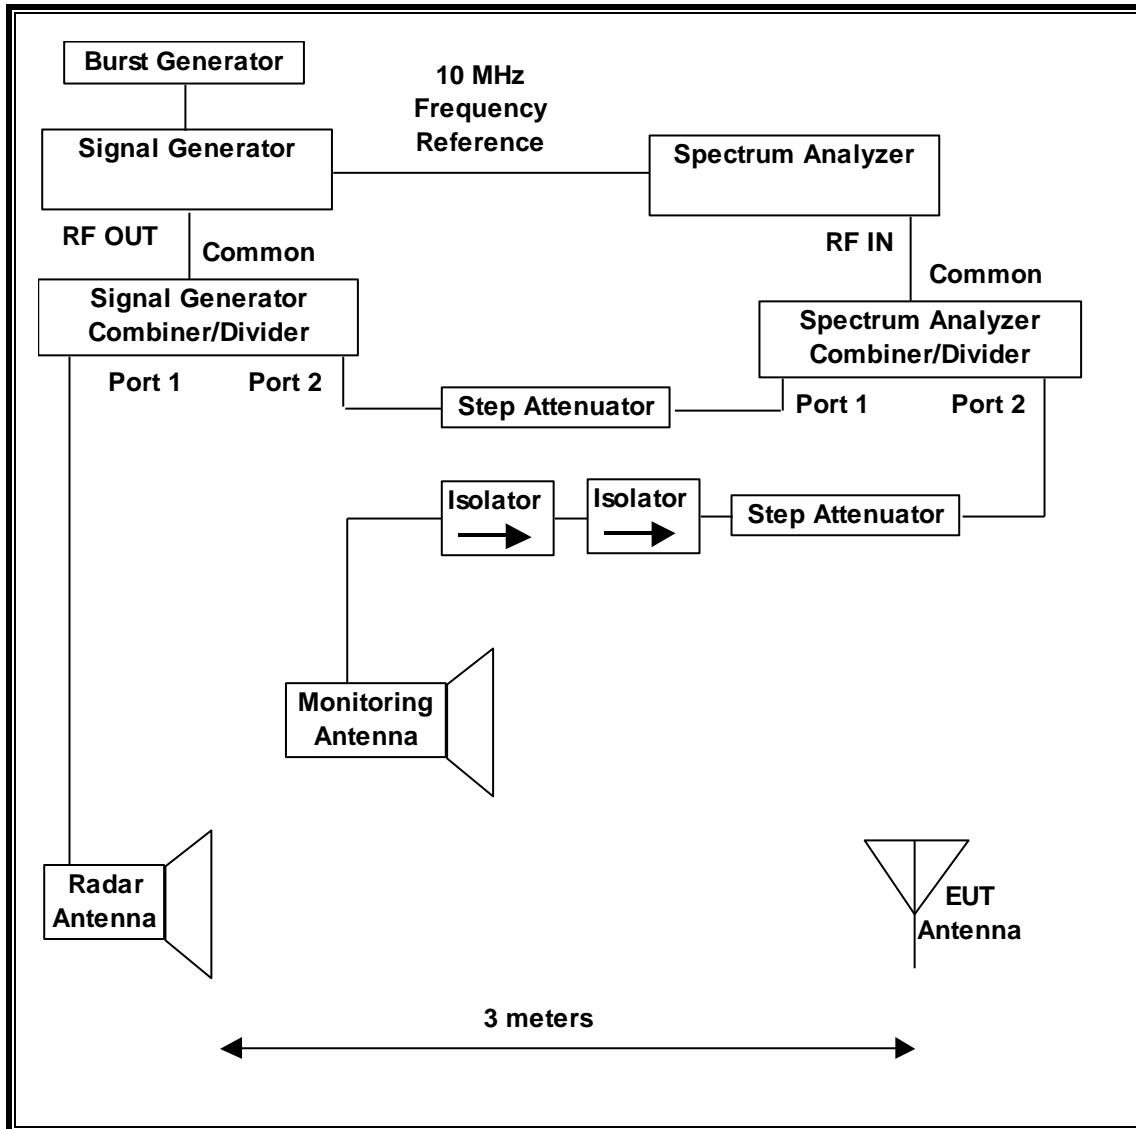 Burst Generator
10 MHz
Frequency
Reference
Signal Generator
Spectrum Analyzer
RF OUT
Common
RF IN
Common
Signal Generator
Combiner/Divider
Spectrum Analyzer
Combiner/Divider
Port 1
Port 2
Step Attenuator
Port 1
Port 2
Isolator
Isolator
Step Attenuator
Monitoring
Antenna
Radar
Antenna
EUT
Antenna
3 meters